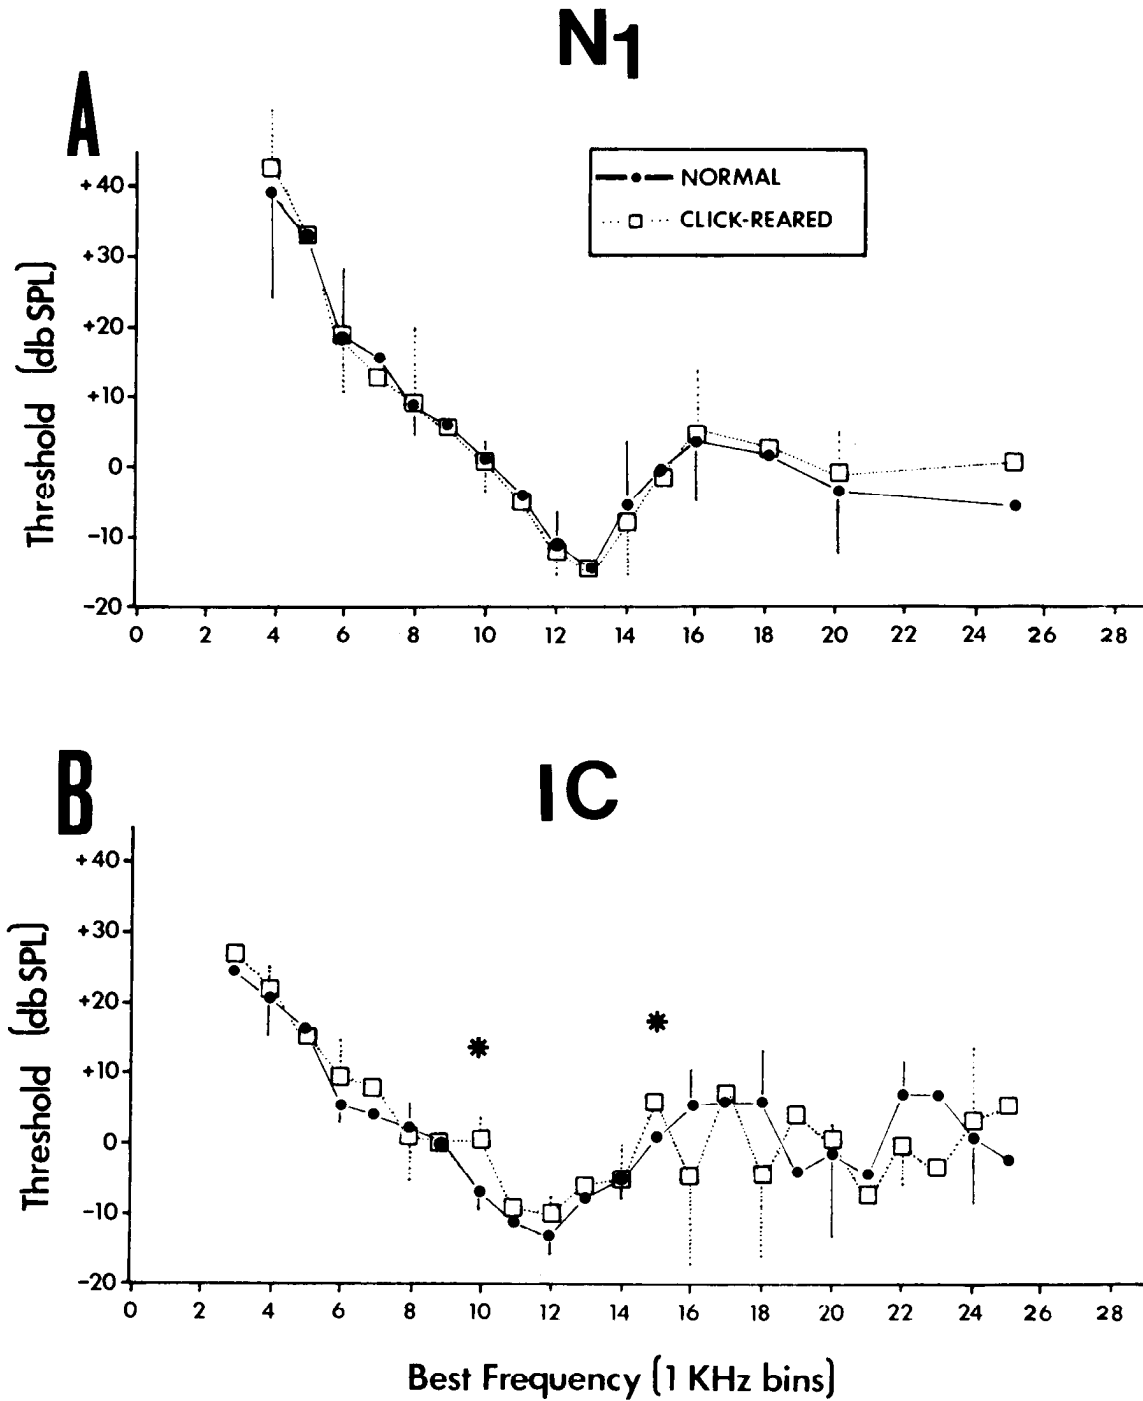 N1
A
+40
+30
+20
+10
0
-10
-20
Threshold (db SPL)
NORMAL
CLICK-REARED
0 2 4 6 8 10 12 14 16 18 20 22 24 26 28
B
IC
+40
+30
+20
+10
0
-10
-20
Threshold (db SPL)
*
*
0 2 4 6 8 10 12 14 16 18 20 22 24 26 28
Best Frequency (1 KHz bins)